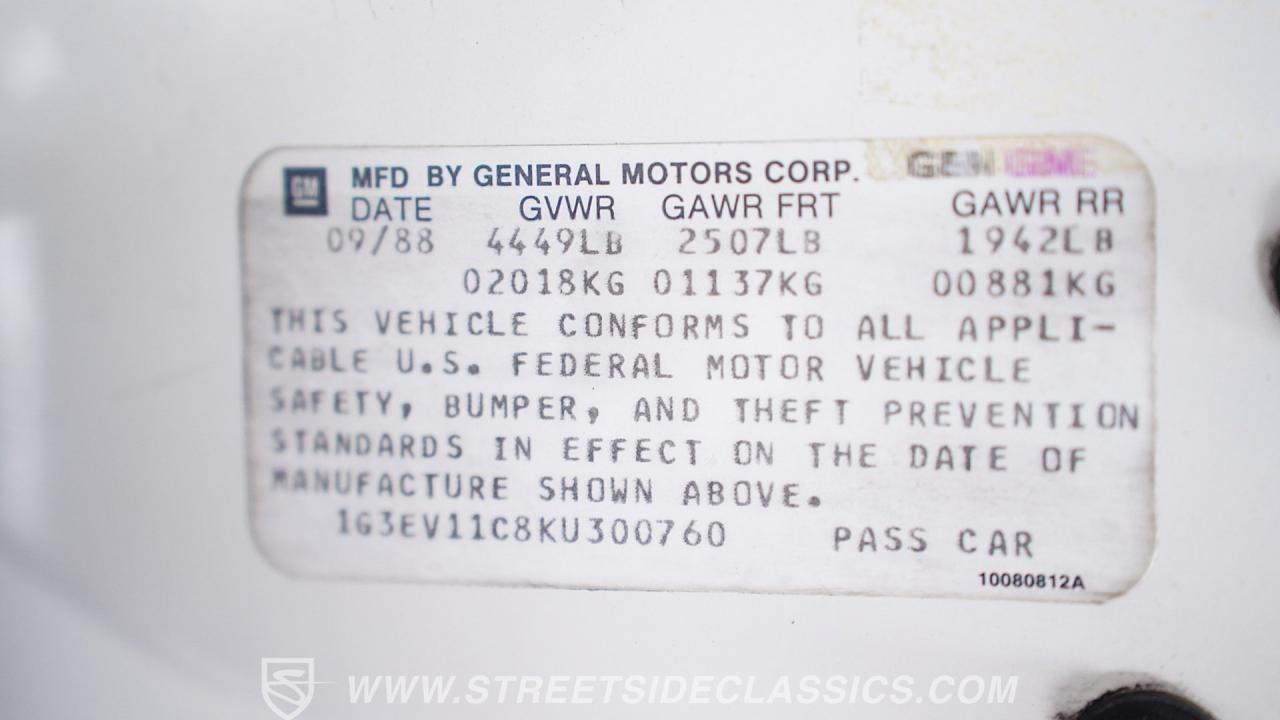 GM MFD BY GENERAL MOTORS CORP. GEN GME
DATE GVWR GAWR FRT GAWR RR
09/88 4449LB 2507LB 1942LB
02018KG 01137KG 00881KG
THIS VEHICLE CONFORMS TO ALL APPLI-
CABLE U.S. FEDERAL MOTOR VEHICLE
SAFETY, BUMPER, AND THEFT PREVENTION
STANDARDS IN EFFECT ON THE DATE OF
MANUFACTURE SHOWN ABOVE.
1G3EV11C8KU300760 PASS CAR
10080812A
WWW.STREETSIDECLASSICS.COM